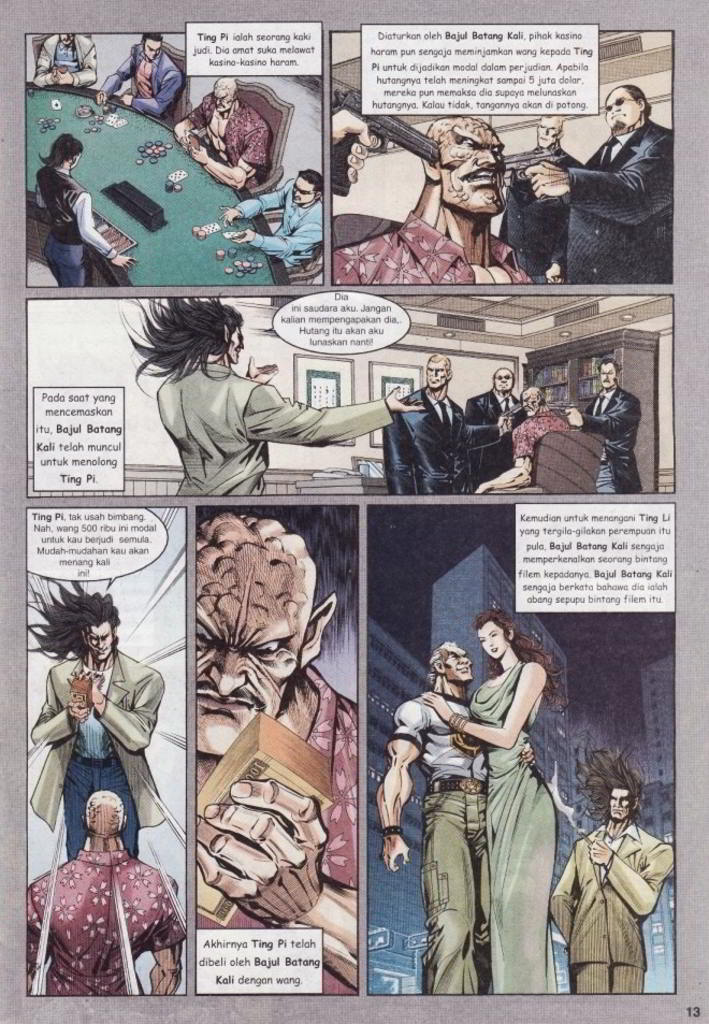 Ting Pi ialah seorang kaki
judi. Dia amat suka melawat
kasino-kasino haram.
Diaturkan oleh Bajul Batang Kali, pihak kasino
haram pun sengaja meminjamkan wang kepada Ting
Pi untuk dijadikan modal dalam perjudian. Apabila
hutangnya telah meningkat sampai 5 juta dolar,
mereka pun memaksa dia supaya melunaskan
hutangnya. Kalau tidak, tangannya akan di potong.
Dia
ini saudara aku. Jangan
kalian mempengapakan dia,.
Hutang itu akan aku
lunaskan nanti!
Pada saat yang
mencemaskan
itu, Bajul Batang
Kali telah muncul
untuk menolong
Ting Pi.
Ting Pi, tak usah bimbang.
Nah, wang 500 ribu ini modal
untuk kau berjudi semula.
Mudah-mudahan kau akan
menang kali
ini!
Akhirnya Ting Pi telah
dibeli oleh Bajul Batang
Kali dengan wang.
Kemudian untuk menangani Ting Li
yang tergila-gilakan perempuan itu
pula, Bajul Batang Kali sengaja
memperkenalkan seorang bintang
filem kepadanya. Bajul Batang Kali
sengaja berkata bahawa dia ialah
abang sepupu bintang filem itu.
13